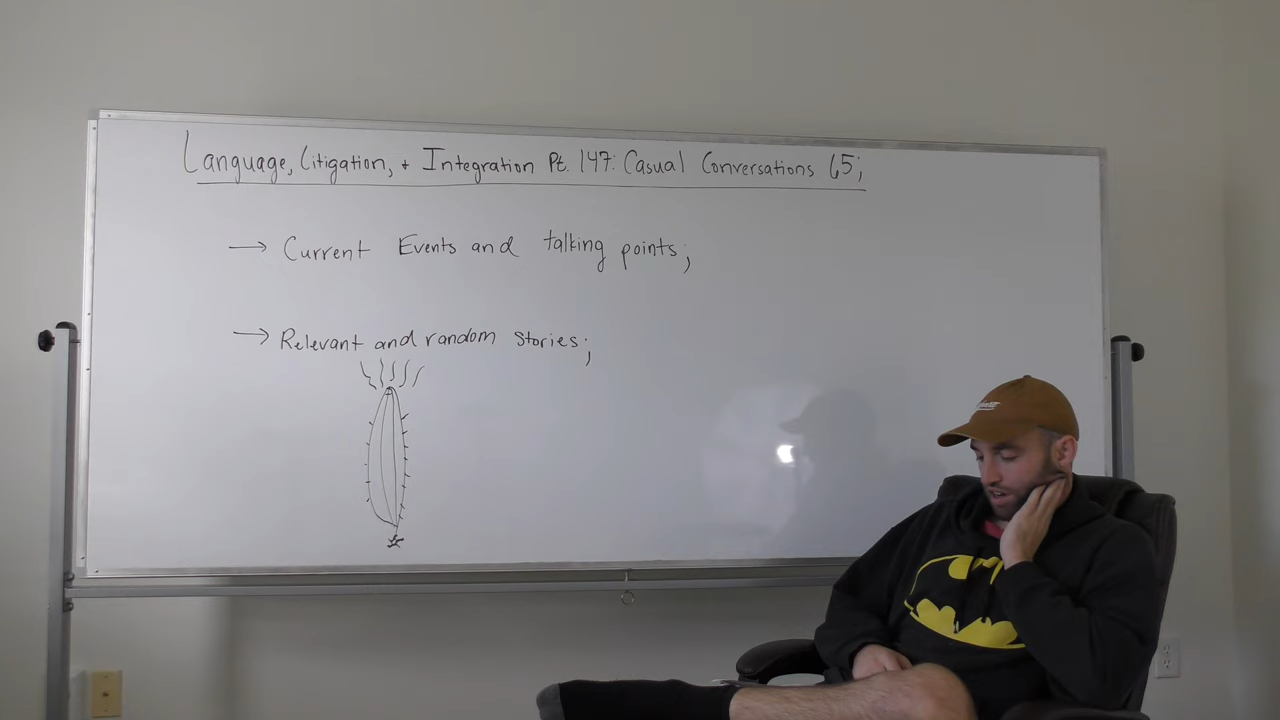 Language, Litigation, + Integration Pt. 147: Casual Conversations 65;
→ Current Events and talking points;
→ Relevant and random stories;